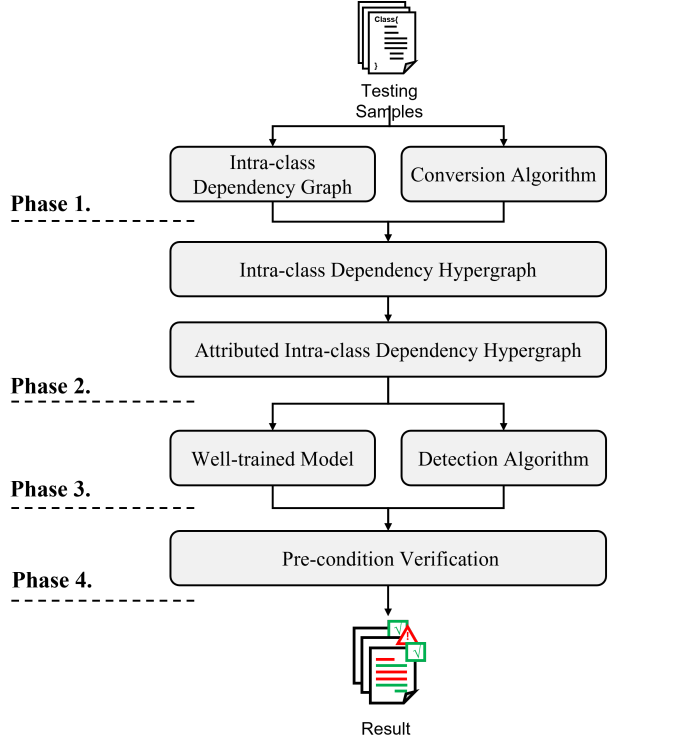 Class{
}
Testing
Samples
Intra-class
Dependency Graph
Conversion Algorithm
Phase 1.
Intra-class Dependency Hypergraph
Attributed Intra-class Dependency Hypergraph
Phase 2.
Well-trained Model
Detection Algorithm
Phase 3.
Pre-condition Verification
Phase 4.
√
!
√
Result